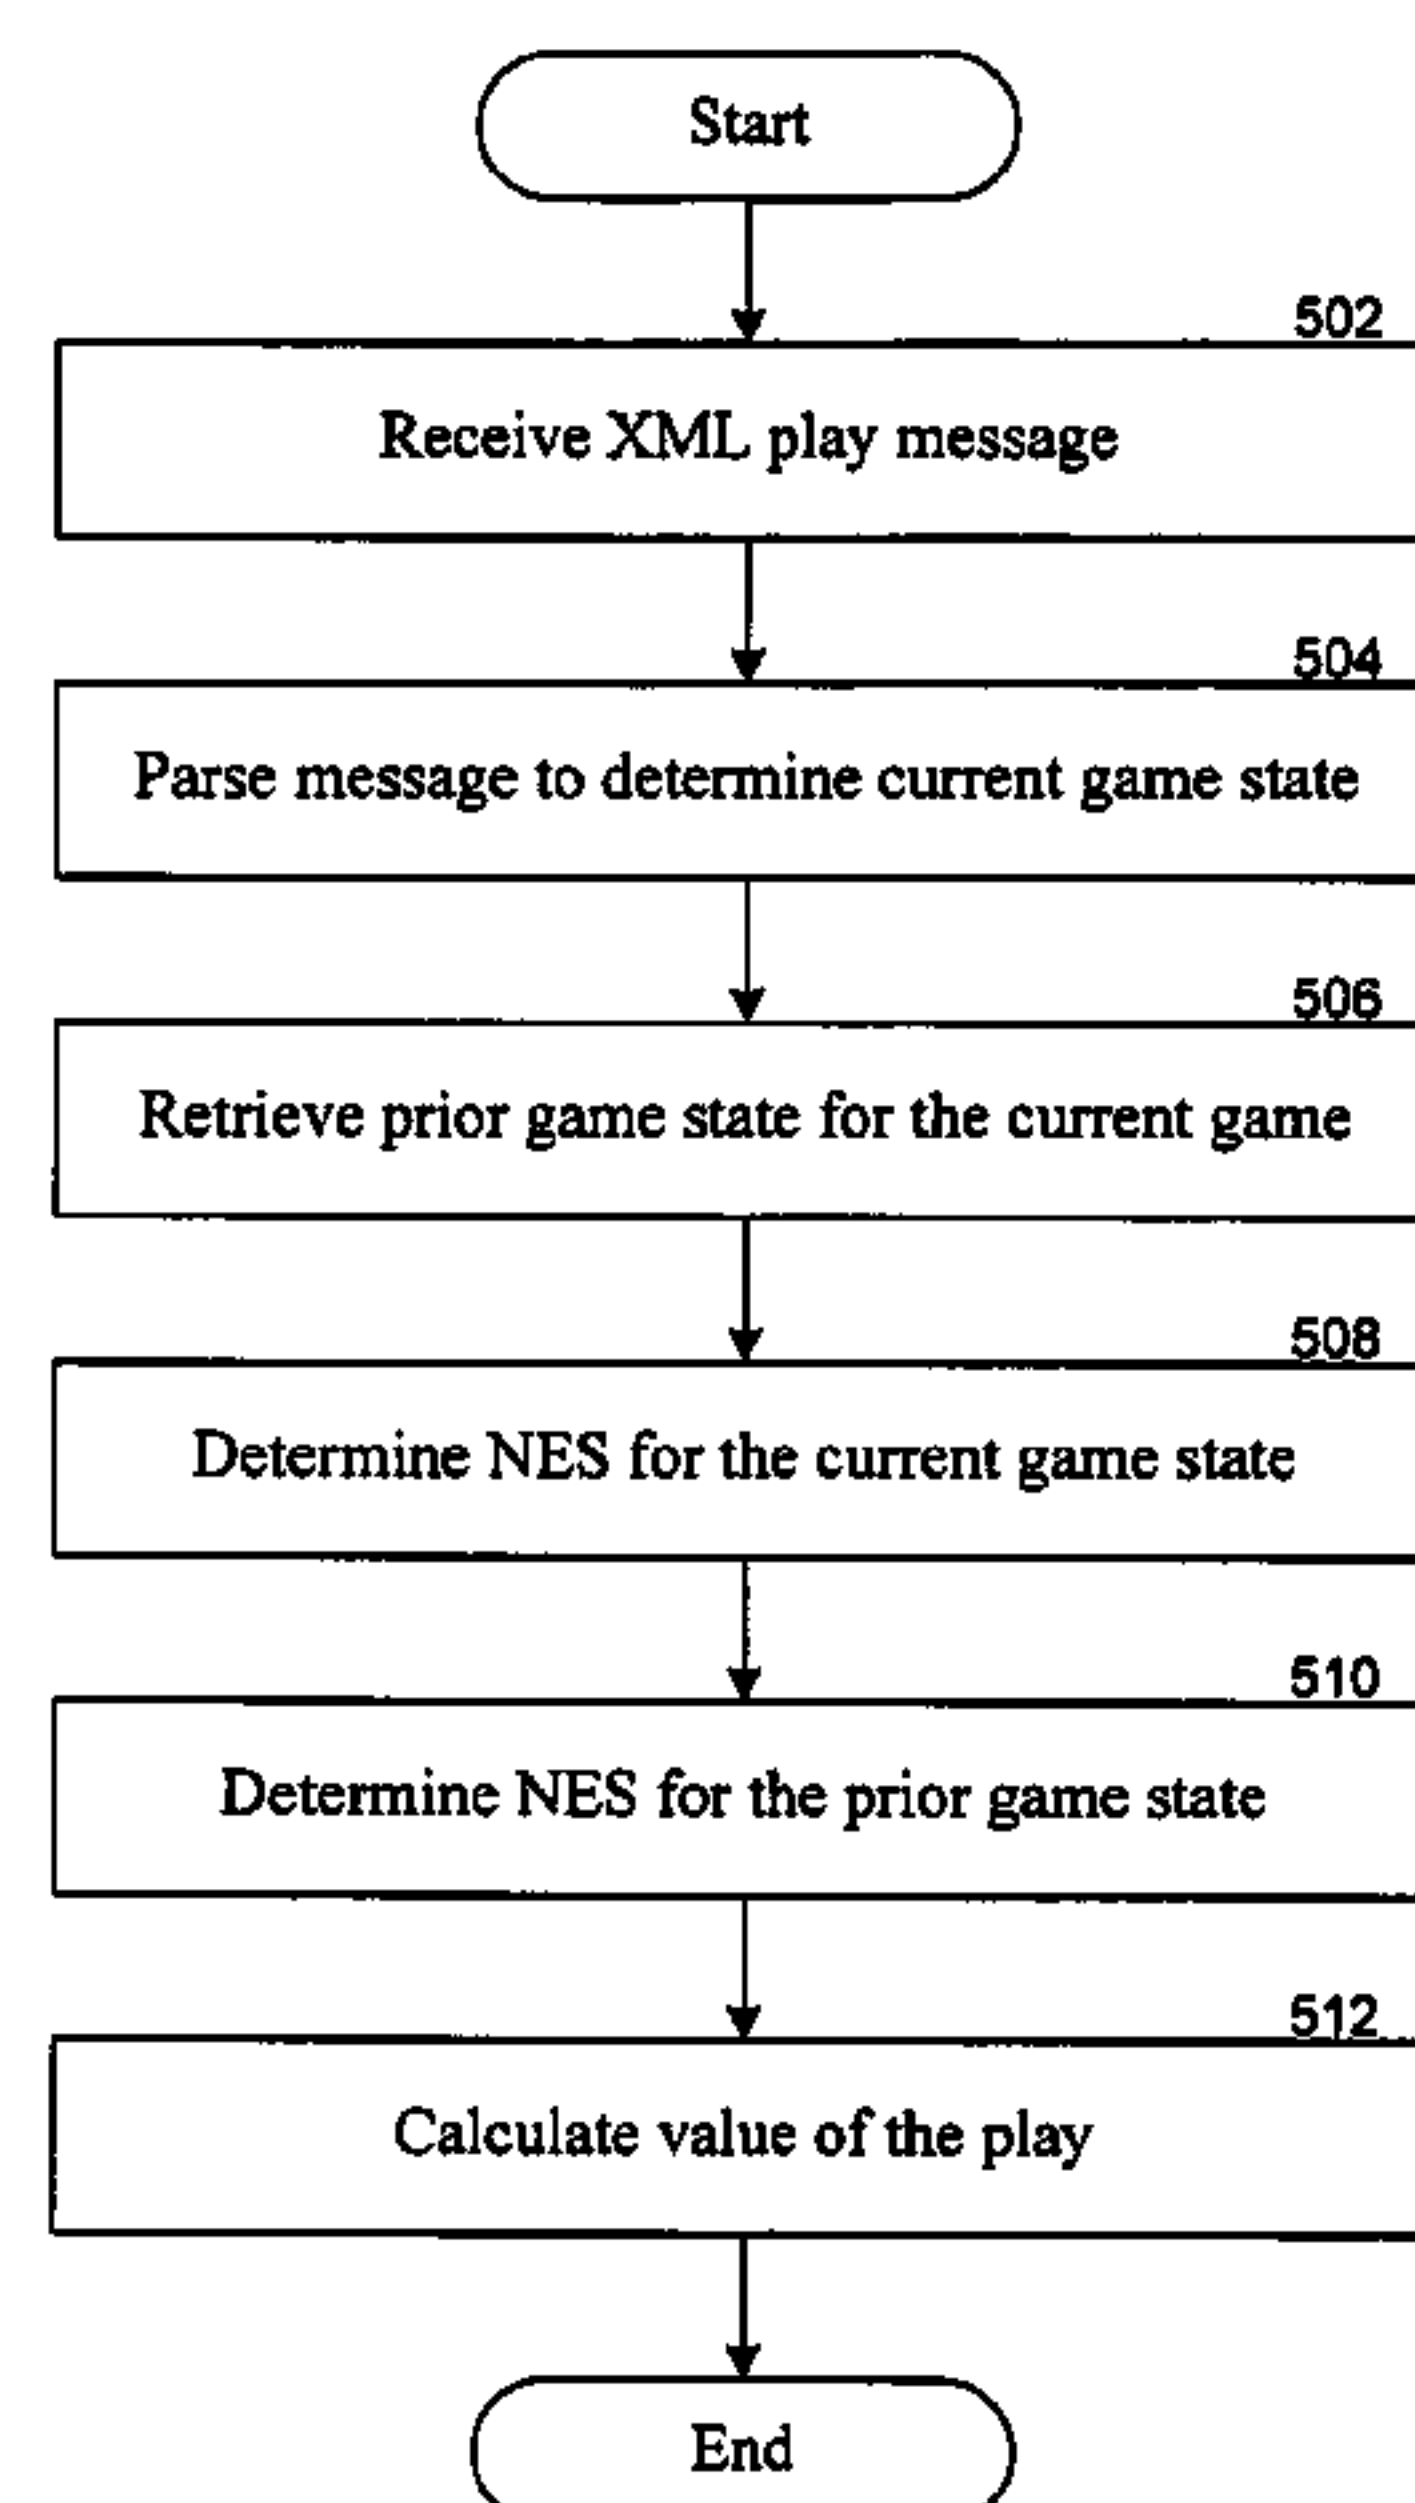 Start
502
Receive XML play message
504
Parse message to determine current game state
506
Retrieve prior game state for the current game
508
Determine NES for the current game state
510
Determine NES for the prior game state
512
Calculate value of the play
End